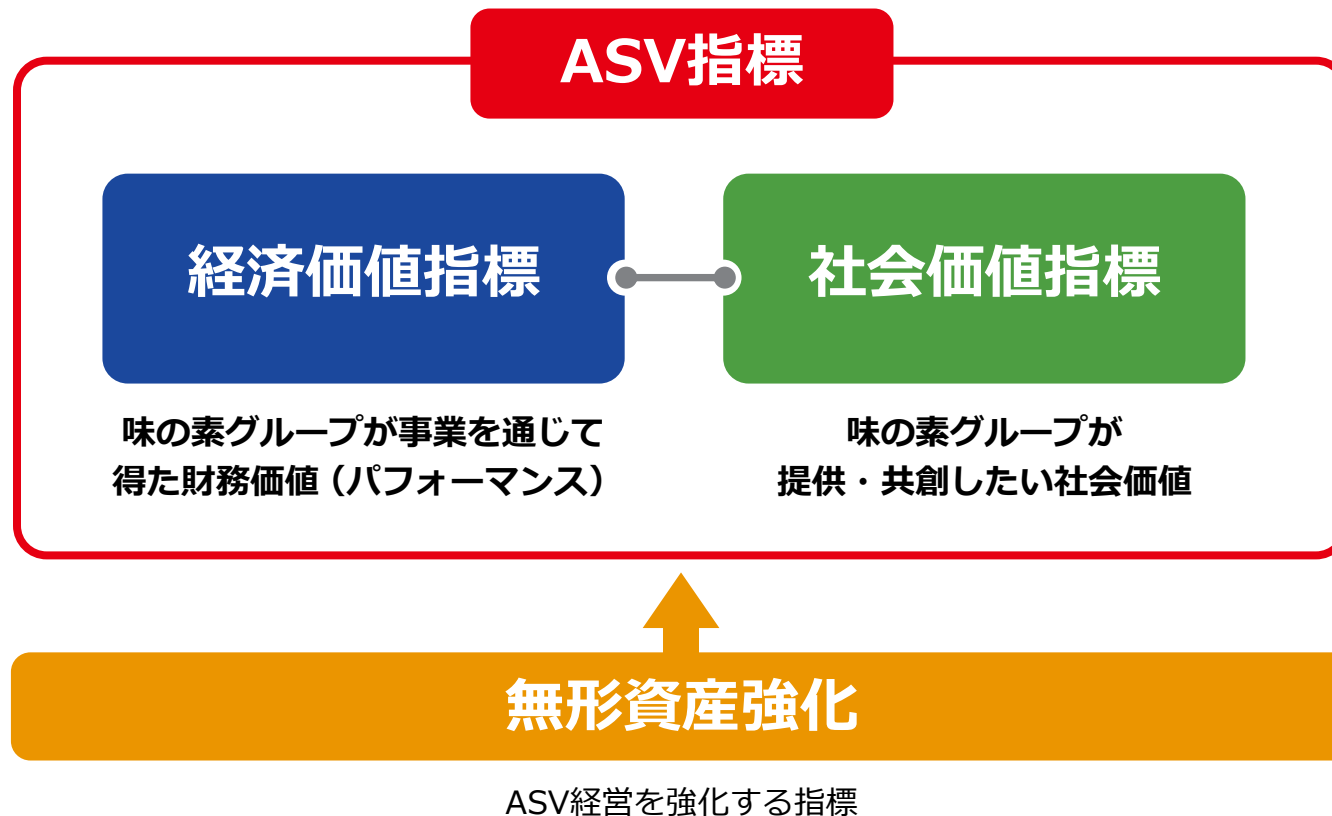 ASV指標
経済価値指標
社会価値指標
味の素グループが事業を通じて
得た財務価値（パフォーマンス）
味の素グループが
提供・共創したい社会価値
無形資産強化
ASV経営を強化する指標